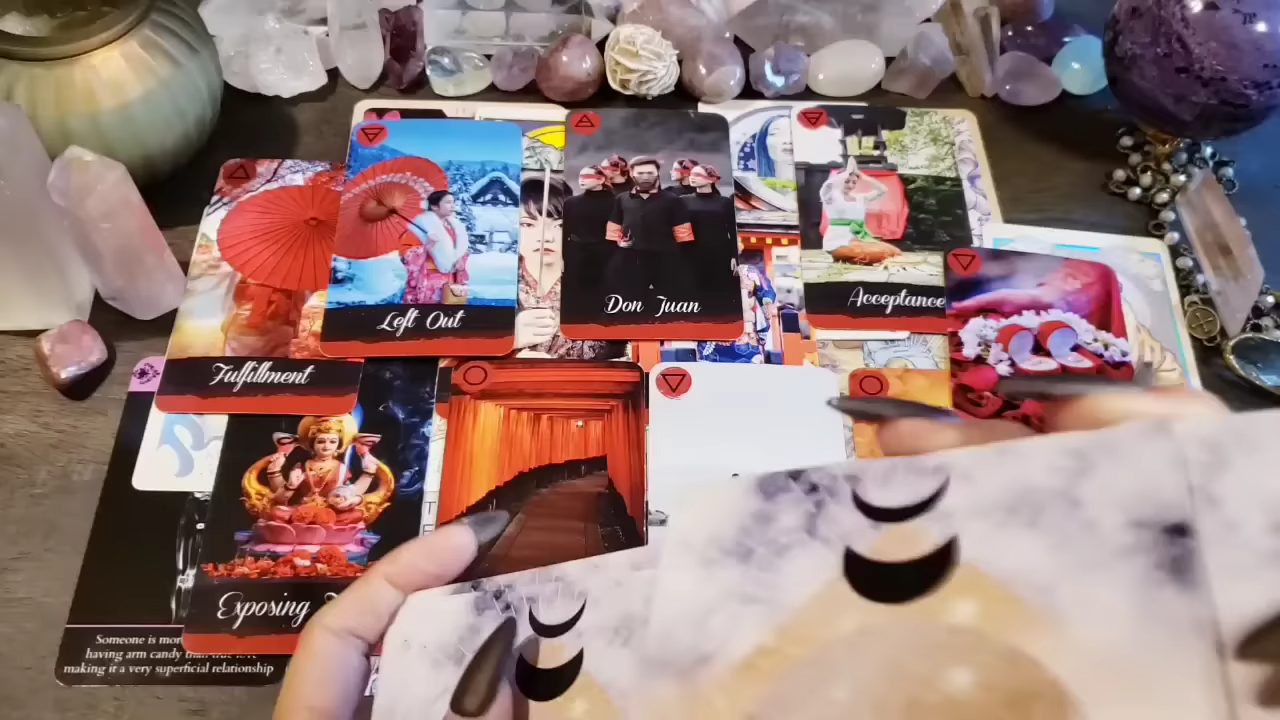 Left Out
Don Juan
Acceptance
Fulfillment
Exposing
Someone is
having arm candy than true love
making it a very superficial relationship